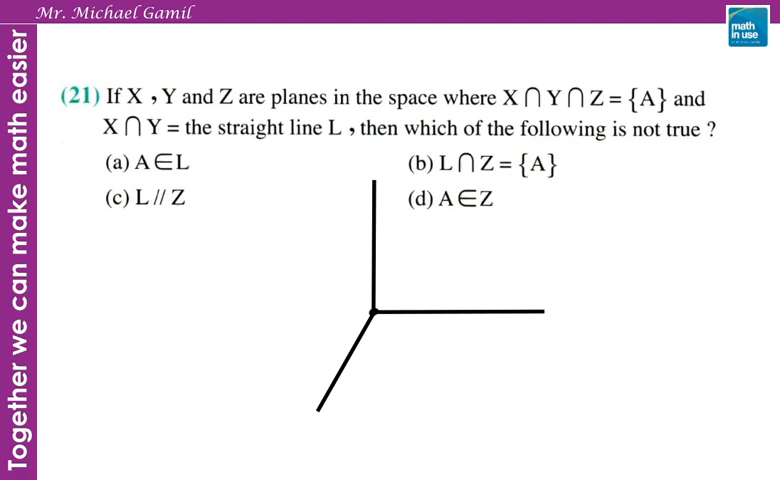 Mr. Michael Gamil
math
in use
Together we can make math easier
(21) If X , Y and Z are planes in the space where X ⋂ Y ⋂ Z = {A} and
X ⋂ Y = the straight line L , then which of the following is not true ?
(a) A ∈ L
(b) L ⋂ Z = {A}
(c) L // Z
(d) A ∈ Z